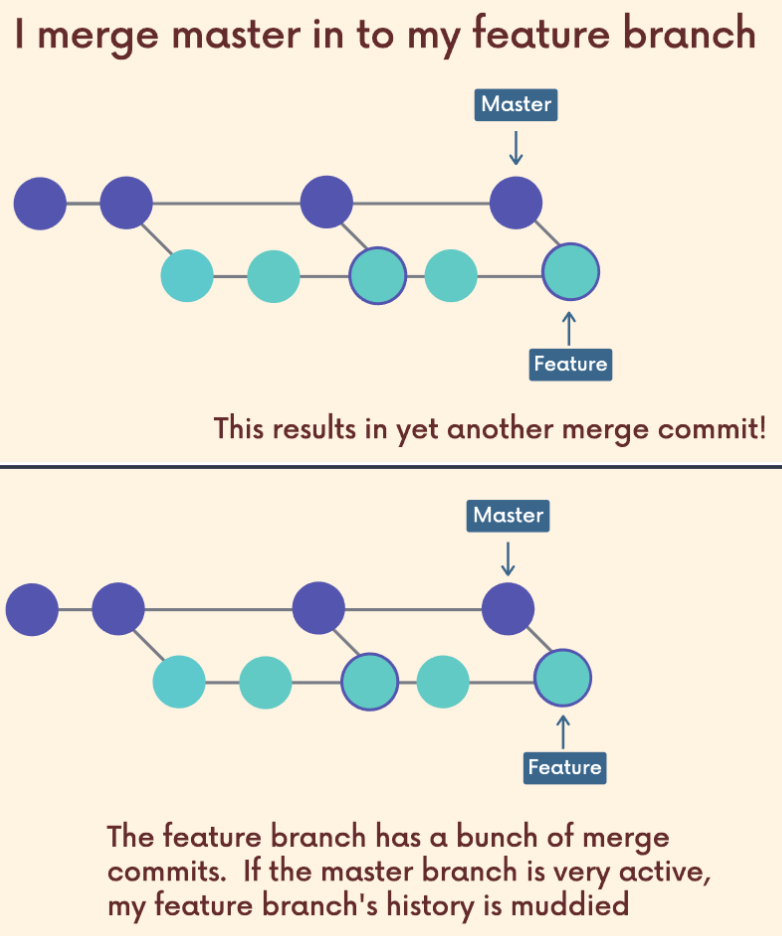 I merge master in to my feature branch
Master
Feature
This results in yet another merge commit!
Master
Feature
The feature branch has a bunch of merge
commits.  If the master branch is very active,
my feature branch's history is muddied